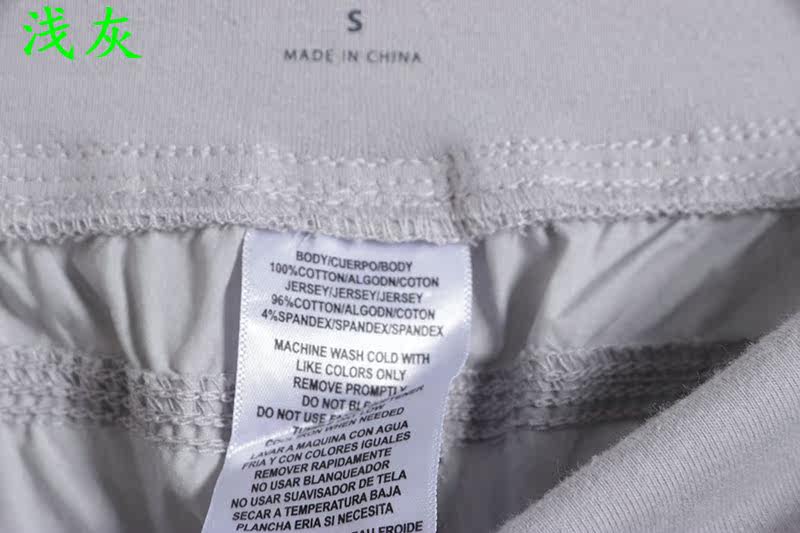 浅灰
S
MADE IN CHINA
BODY/CUERPO/BODY
100%COTTON/ALGODN/COTON
JERSEY/JERSEY/JERSEY
96%COTTON/ALGODN/COTON
4%SPANDEX/SPANDEX/SPANDEX
MACHINE WASH COLD WITH
LIKE COLORS ONLY
REMOVE PROMPTLY
DO NOT
DO NOT USE
WHEN NEEDED
LAVAR A MAQUINA CON AGUA
FRIA Y CON COLORES IGUALES
REMOVER RAPIDAMENTE
NO USAR BLANQUEADOR
NO USAR SUAVISADOR DE TELA
SECAR A TEMPERATURA BAJA
PLANCHA ERIA SI NECESITA